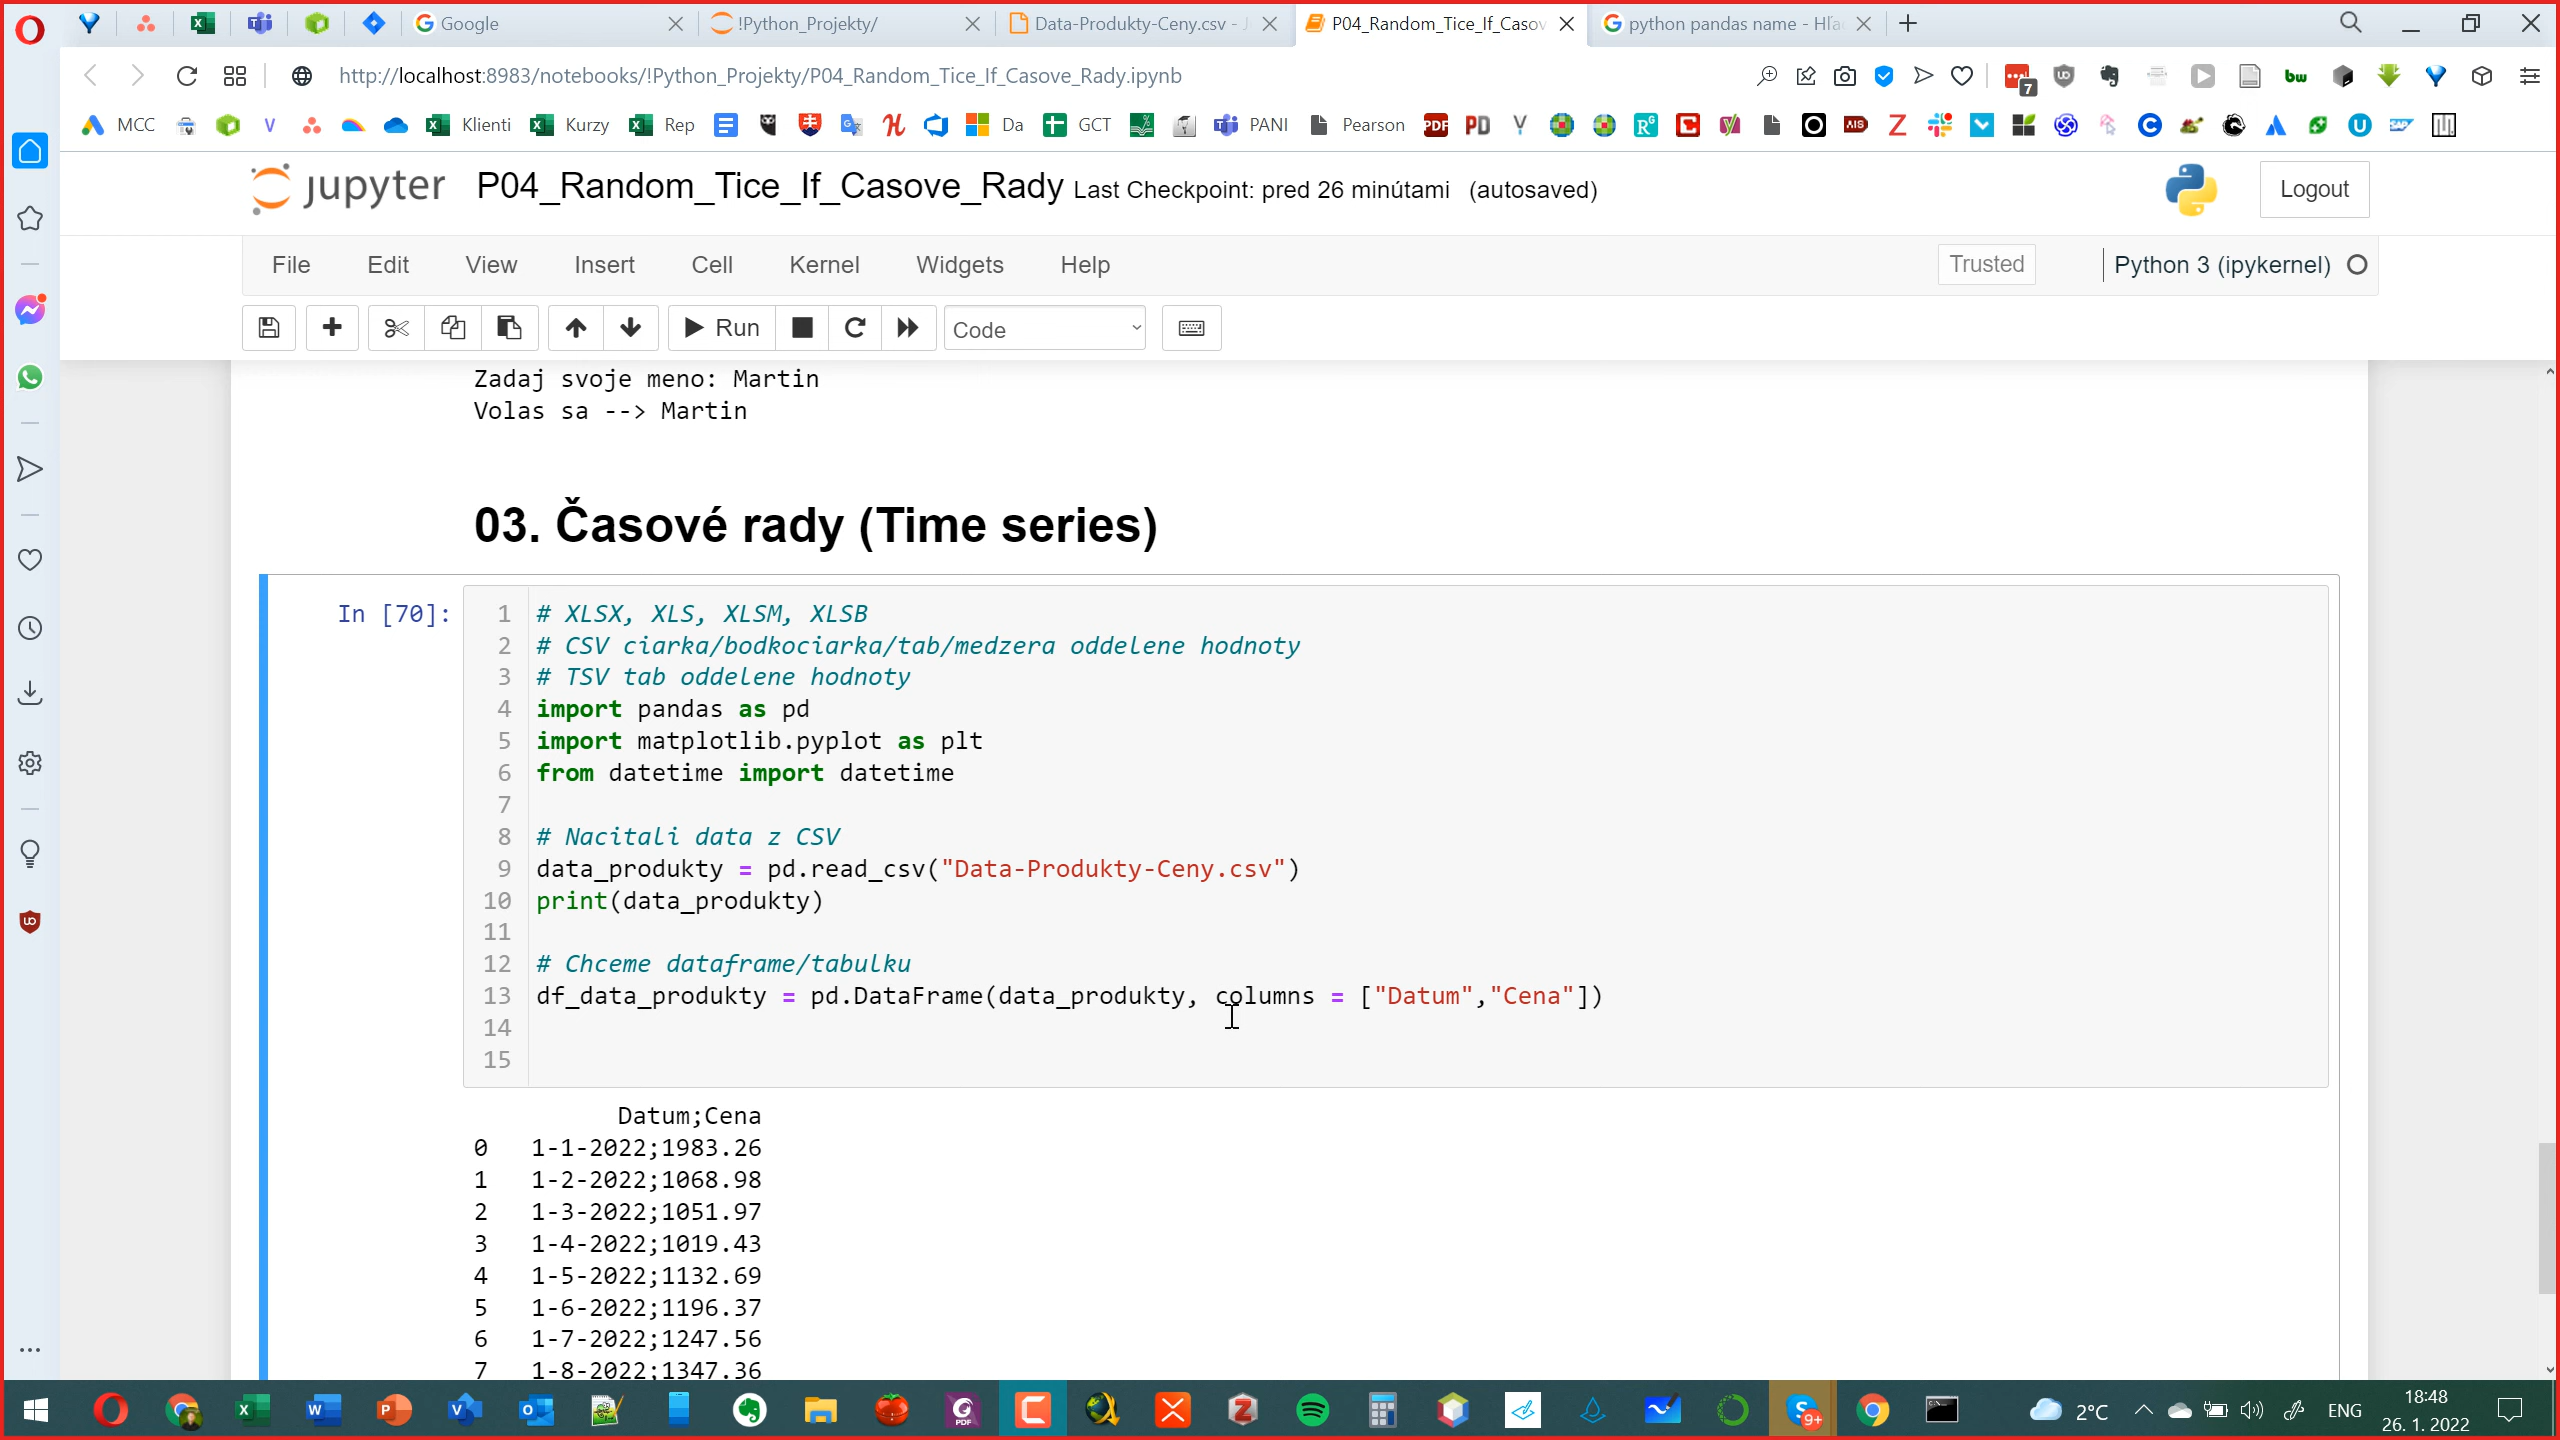 Google
!Python_Projekty/
Data-Produkty-Ceny.csv - J
P04_Random_Tice_If_Casov
python pandas name - Hľa
http://localhost:8983/notebooks/!Python_Projekty/P04_Random_Tice_If_Casove_Rady.ipynb
7
MCC
V
Klienti
Kurzy
Rep
Da
GCT
PANI
Pearson
PDF
PD
AIS
jupyter P04_Random_Tice_If_Casove_Rady Last Checkpoint: pred 26 minútami (autosaved)
Logout
File Edit View Insert Cell Kernel Widgets Help
Trusted
Python 3 (ipykernel)
Run
Code
Zadaj svoje meno: Martin
Volas sa --> Martin
03. Časové rady (Time series)
In [70]:
1 # XLSX, XLS, XLSM, XLSB
2 # CSV ciarka/bodkociarka/tab/medzera oddelene hodnoty
3 # TSV tab oddelene hodnoty
4 import pandas as pd
5 import matplotlib.pyplot as plt
6 from datetime import datetime
7
8 # Nacitali data z CSV
9 data_produkty = pd.read_csv("Data-Produkty-Ceny.csv")
10 print(data_produkty)
11
12 # Chceme dataframe/tabulku
13 df_data_produkty = pd.DataFrame(data_produkty, columns = ["Datum","Cena"])
14
15
Datum;Cena
0 1-1-2022;1983.26
1 1-2-2022;1068.98
2 1-3-2022;1051.97
3 1-4-2022;1019.43
4 1-5-2022;1132.69
5 1-6-2022;1196.37
6 1-7-2022;1247.56
7 1-8-2022;1347.36
9+
2°C
ENG
18:48
26. 1. 2022